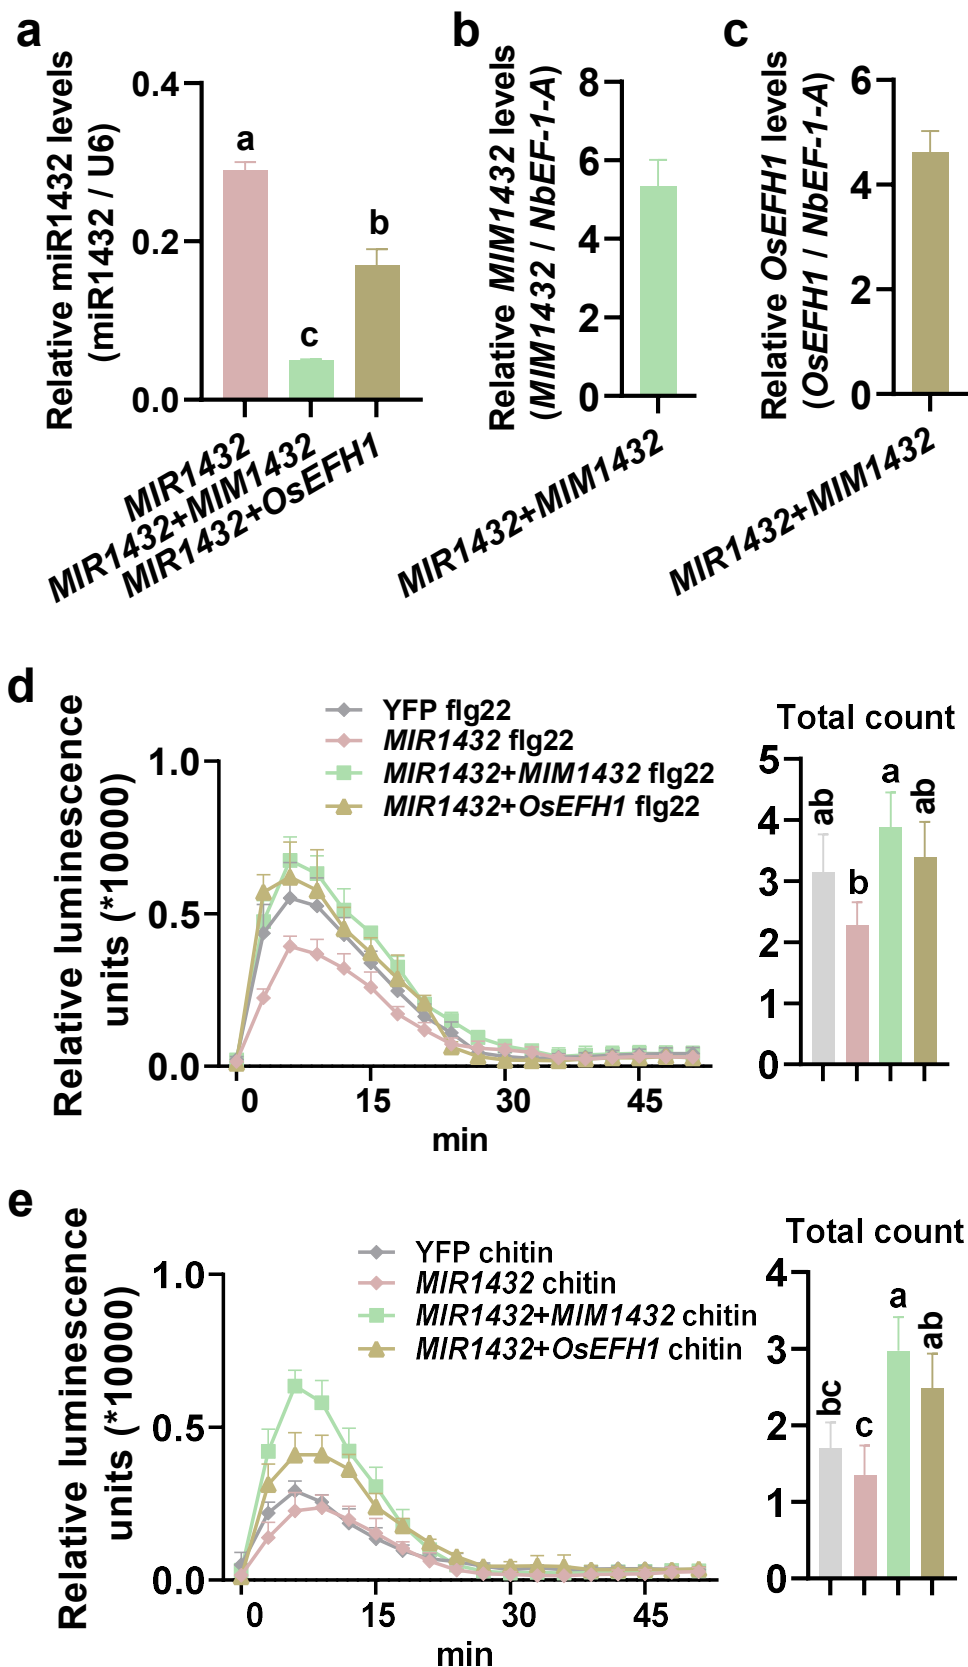 a
Relative miR1432 levels
(miR1432 / U6)
0.4
0.2
0.0
a
c
b
MIR1432
MIR1432+MIM1432
MIR1432+OsEFH1
b
Relative MIM1432 levels
(MIM1432 / NbEF-1-A)
8
6
4
2
0
MIR1432+MIM1432
c
Relative OsEFH1 levels
(OsEFH1 / NbEF-1-A)
6
4
2
0
MIR1432+MIM1432
d
Relative luminescence
units (*10000)
1.0
0.5
0.0
YFP flg22
MIR1432 flg22
MIR1432+MIM1432 flg22
MIR1432+OsEFH1 flg22
0 15 30 45
min
Total count
5
4
3
2
1
0
ab
b
a
ab
e
Relative luminescence
units (*10000)
1.0
0.5
0.0
YFP chitin
MIR1432 chitin
MIR1432+MIM1432 chitin
MIR1432+OsEFH1 chitin
0 15 30 45
min
Total count
4
3
2
1
0
bc
c
a
ab